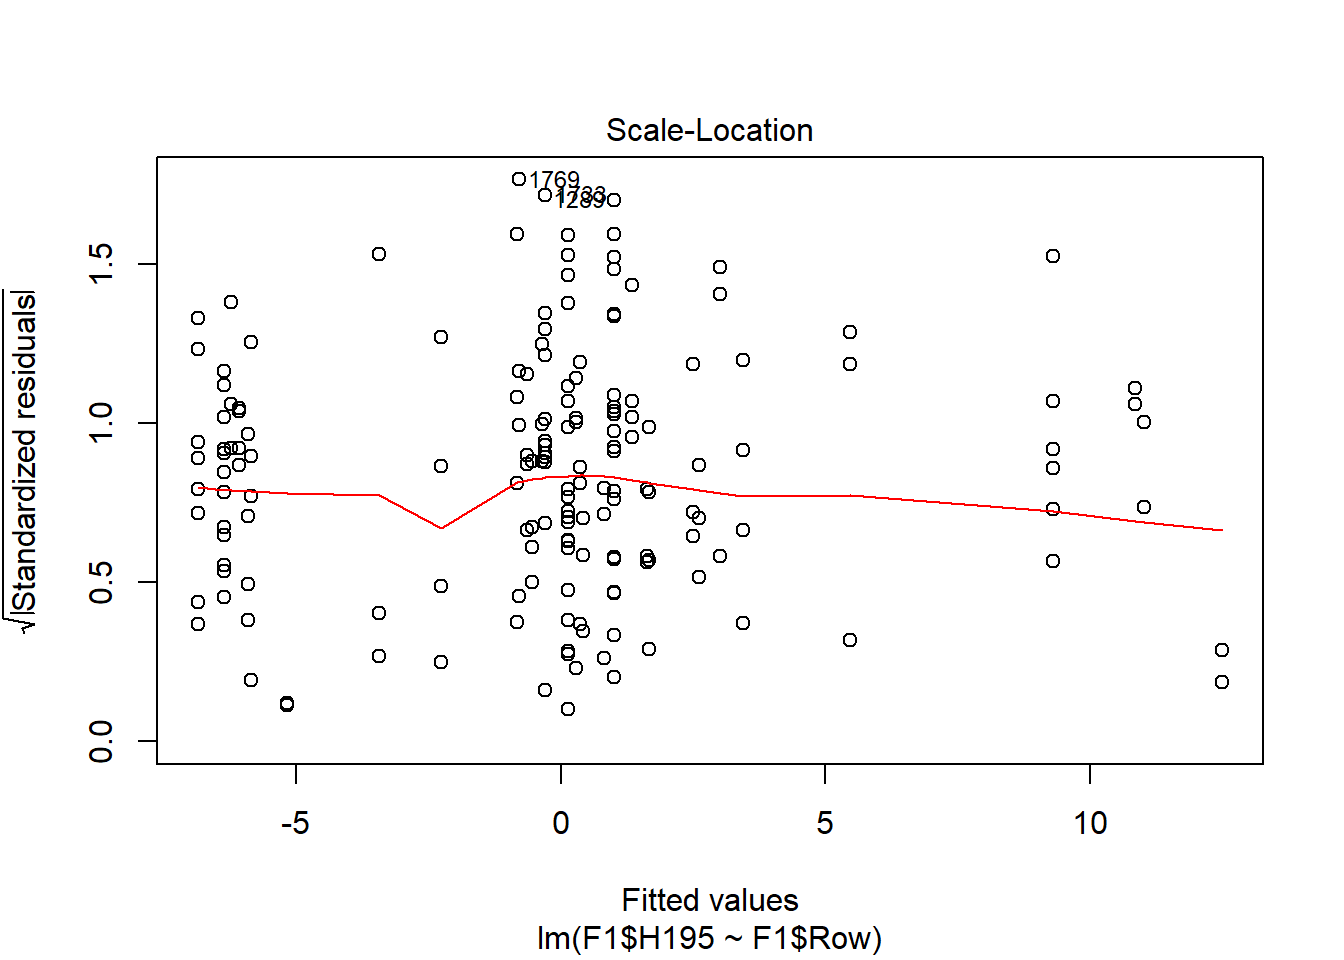 Scale-Location
√|Standardized residuals|
1.5
1.0
0.5
0.0
1769
1289
-5
0
5
10
Fitted values
lm(F1$H195 ~ F1$Row)